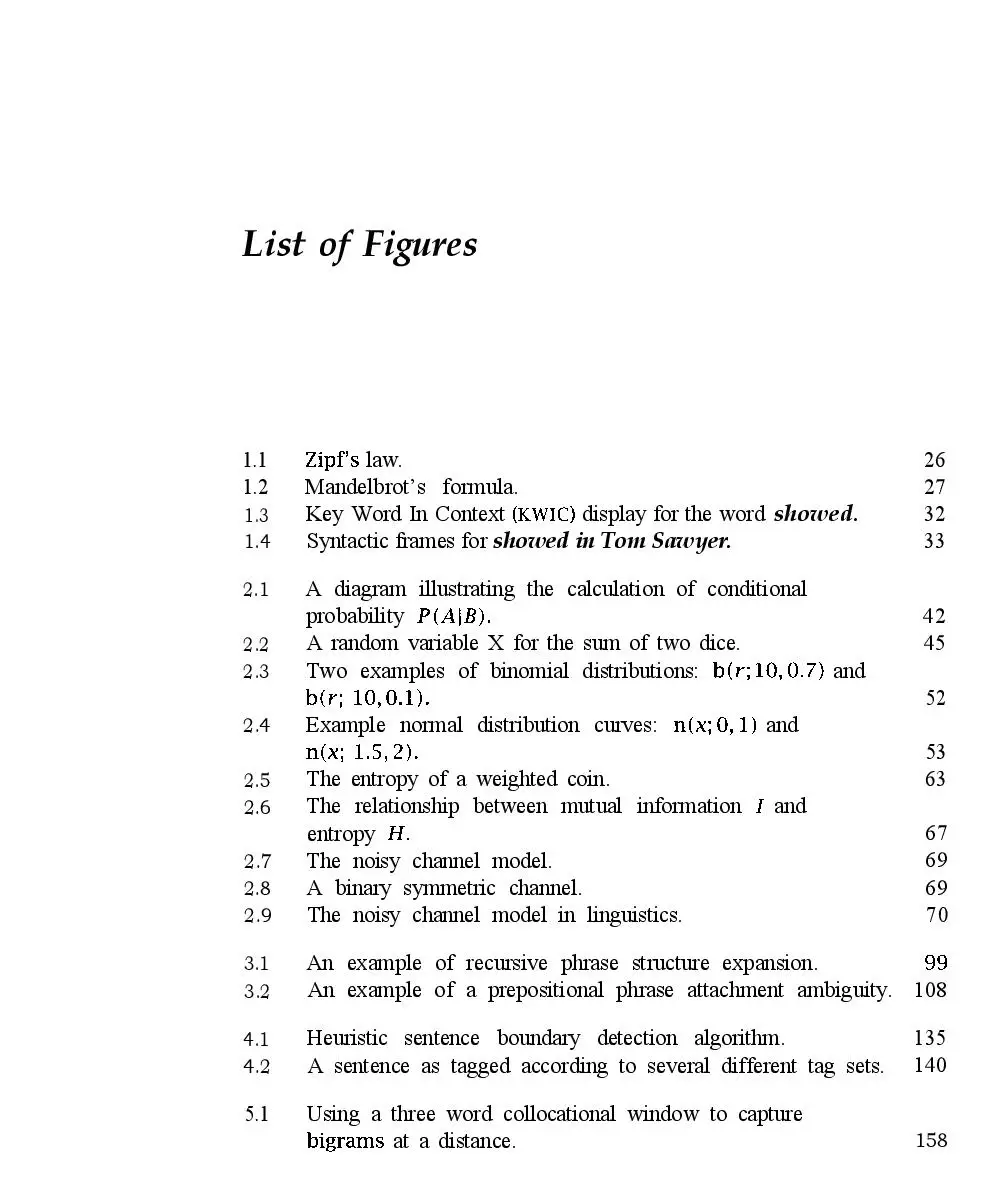 List of Figures
1.1 Zipf's law. 26
1.2 Mandelbrot's formula. 27
1.3 Key Word In Context (KWIC) display for the word showed. 32
1.4 Syntactic frames for showed in Tom Sawyer. 33
2.1 A diagram illustrating the calculation of conditional
probability P(A|B). 42
2.2 A random variable X for the sum of two dice. 45
2.3 Two examples of binomial distributions: b(r; 10, 0.7) and
b(r; 10, 0.1). 52
2.4 Example normal distribution curves: n(x; 0, 1) and
n(x; 1.5, 2). 53
2.5 The entropy of a weighted coin. 63
2.6 The relationship between mutual information I and
entropy H. 67
2.7 The noisy channel model. 69
2.8 A binary symmetric channel. 69
2.9 The noisy channel model in linguistics. 70
3.1 An example of recursive phrase structure expansion. 99
3.2 An example of a prepositional phrase attachment ambiguity. 108
4.1 Heuristic sentence boundary detection algorithm. 135
4.2 A sentence as tagged according to several different tag sets. 140
5.1 Using a three word collocational window to capture
bigrams at a distance. 158